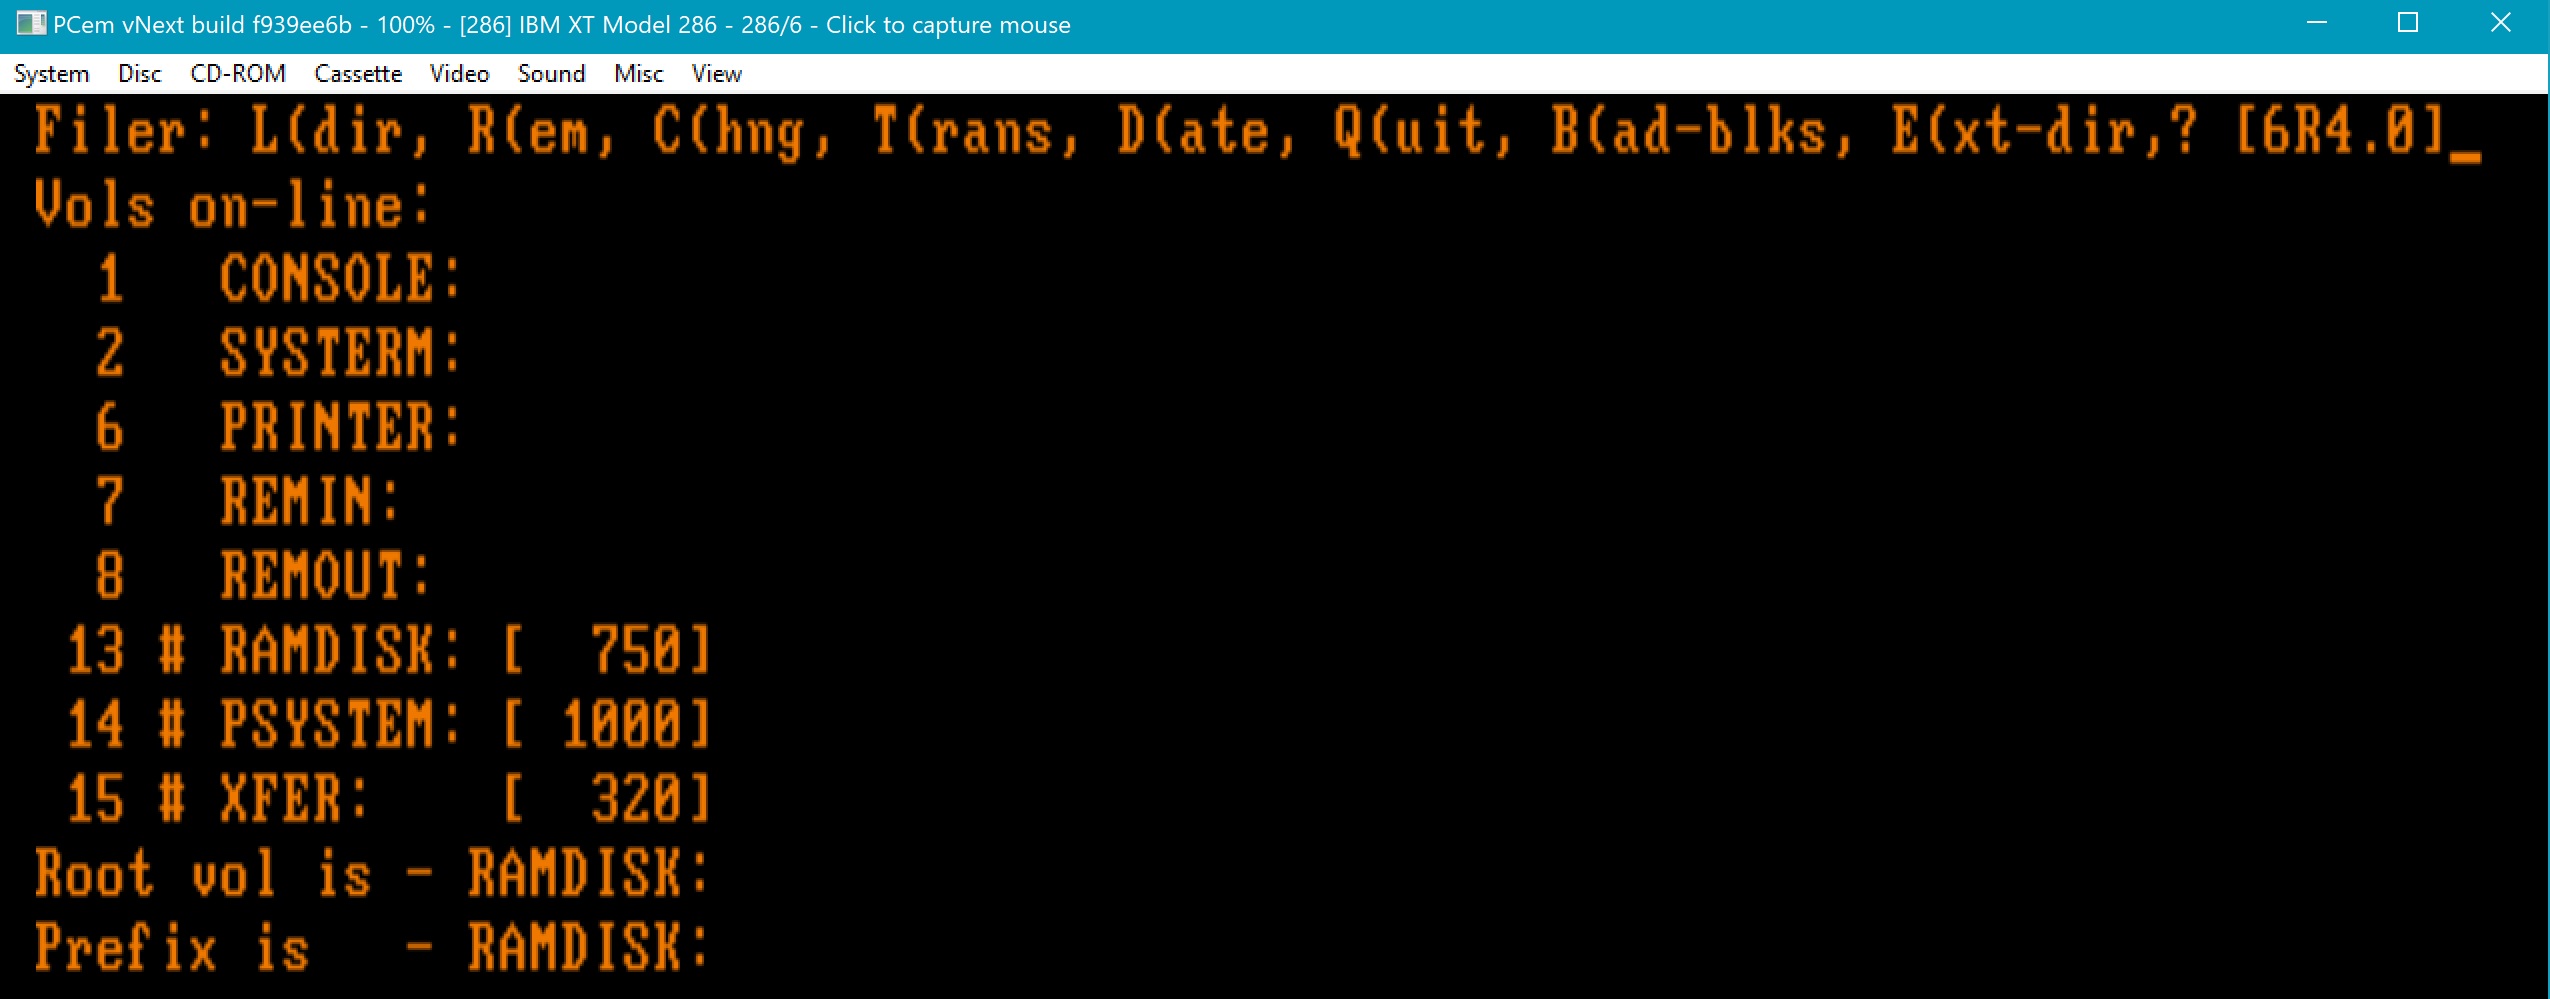 PCem vNext build f939ee6b - 100% - [286] IBM XT Model 286 - 286/6 - Click to capture mouse
System Disc CD-ROM Cassette Video Sound Misc View
Filer: L(dir, R(em, C(hng, T(rans, D(ate, Q(uit, B(ad-blks, E(xt-dir,? [6R4.0]_
Vols on-line:
1 CONSOLE:
2 SYSTERM:
6 PRINTER:
7 REMIN:
8 REMOUT:
13 # RAMDISK: [ 750]
14 # PSYSTEM: [ 1000]
15 # XFER: [ 320]
Root vol is - RAMDISK:
Prefix is - RAMDISK: